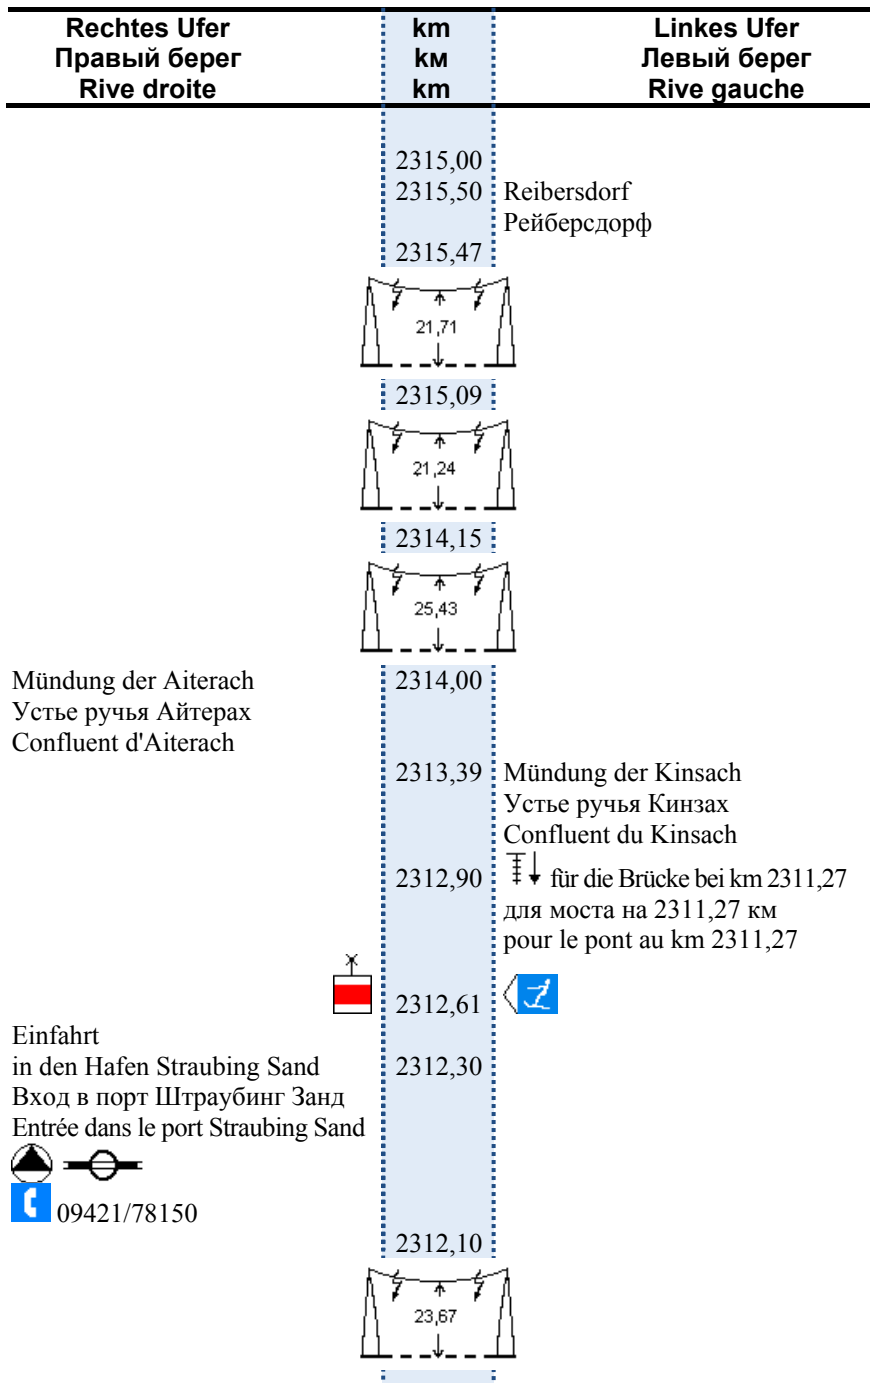 Rechtes Ufer km Linkes Ufer
Правый берег км Левый берег
Rive droite km Rive gauche
2315,00
2315,50 Reibersdorf
Рейберсдорф
2315,47
21,71
2315,09
21,24
2314,15
25,43
Mündung der Aiterach 2314,00
Устье ручья Айтерах
Confluent d'Aiterach
2313,39 Mündung der Kinsach
Устье ручья Кинзах
Confluent du Kinsach
2312,90 für die Brücke bei km 2311,27
для моста на 2311,27 км
pour le pont au km 2311,27
2312,61
Einfahrt
in den Hafen Straubing Sand 2312,30
Вход в порт Штраубинг Занд
Entrée dans le port Straubing Sand
09421/78150
2312,10
23,67